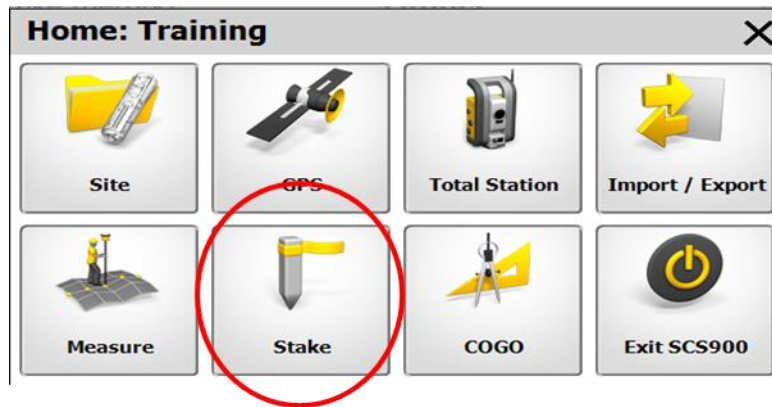 Home: Training
Site
GPS
Total Station
Import / Export
Measure
Stake
COGO
Exit SCS900